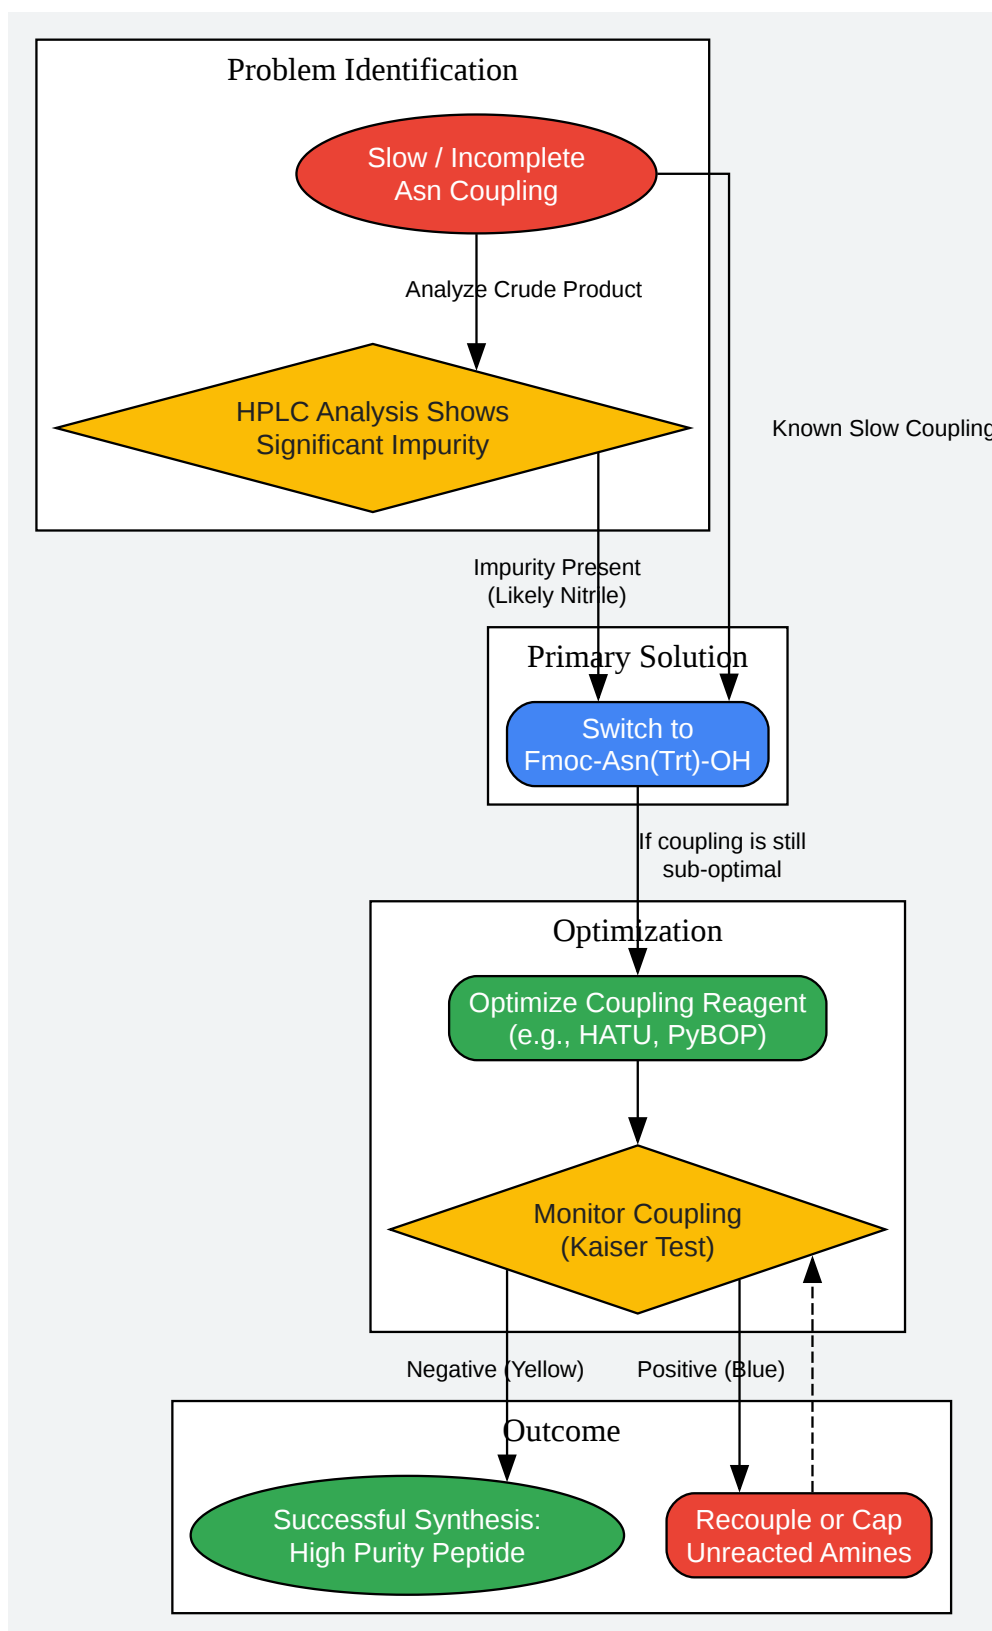 Problem Identification
Slow / Incomplete
Asn Coupling
Analyze Crude Product
HPLC Analysis Shows
Significant Impurity
Known Slow Coupling
Impurity Present
(Likely Nitrile)
Primary Solution
Switch to
Fmoc-Asn(Trt)-OH
If coupling is still
sub-optimal
Optimization
Optimize Coupling Reagent
(e.g., HATU, PyBOP)
Monitor Coupling
(Kaiser Test)
Negative (Yellow)
Positive (Blue)
Outcome
Successful Synthesis:
High Purity Peptide
Recouple or Cap
Unreacted Amines